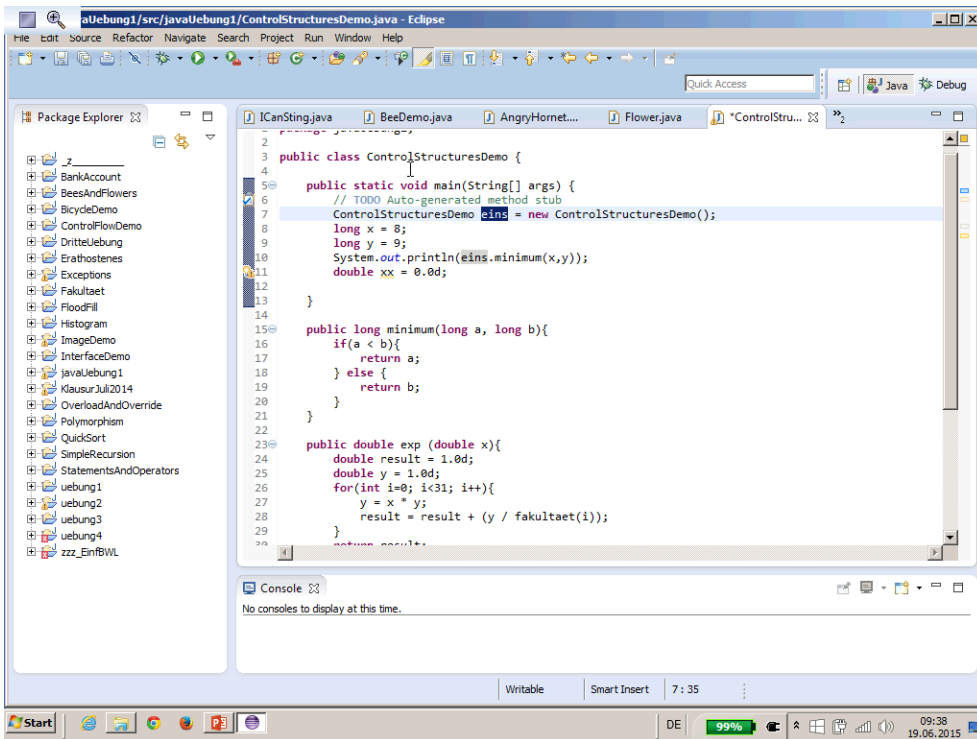 aUebung1/src/javaUebung1/ControlStructuresDemo.java - Eclipse
File Edit Source Refactor Navigate Search Project Run Window Help
Quick Access
Java
Debug
Package Explorer
ICanSting.java
BeeDemo.java
AngryHornet....
Flower.java
*ControlStru...
»2
_z_________
BankAccount
BeesAndFlowers
BicycleDemo
ControlFlowDemo
DritteUebung
Erathostenes
Exceptions
Fakultaet
FloodFill
Histogram
ImageDemo
InterfaceDemo
javaUebung1
KlausurJuli2014
OverloadAndOverride
Polymorphism
QuickSort
SimpleRecursion
StatementsAndOperators
uebung1
uebung2
uebung3
uebung4
zzz_EinfBWL
2
3 public class ControlStructuresDemo {
4
5 public static void main(String[] args) {
6 // TODO Auto-generated method stub
7 ControlStructuresDemo eins = new ControlStructuresDemo();
8 long x = 8;
9 long y = 9;
10 System.out.println(eins.minimum(x,y));
11 double xx = 0.0d;
12
13 }
14
15 public long minimum(long a, long b){
16 if(a < b){
17 return a;
18 } else {
19 return b;
20 }
21 }
22
23 public double exp (double x){
24 double result = 1.0d;
25 double y = 1.0d;
26 for(int i=0; i<31; i++){
27 y = x * y;
28 result = result + (y / fakultaet(i));
29 }
Console
No consoles to display at this time.
Writable
Smart Insert
7 : 35
Start
DE
99%
09:38
19.06.2015